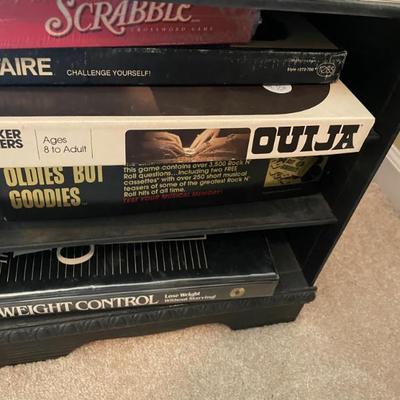 SCRABBLE
CROSSWORD GAME
AIRE CHALLENGE YOURSELF!
KER
ERS
Ages
8 to Adult
OUIJA
OLDIES BUT
GOODIES
This game contains over 3,500 Rock N'
Roll questions...including two FREE
cassettes with over 250 short musical
teasers of some of the greatest Rock N'
Roll hits of all time.
TEST YOUR MUSICAL MEMORY!
WEIGHT CONTROL
Lose Weight
Without Starving!